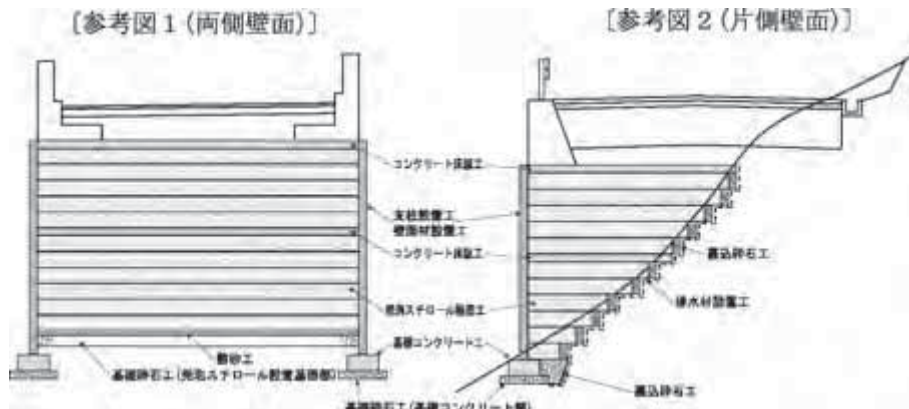 [参考図1(両側壁面)]
[参考図2(片側壁面)]
コンクリート床版工
支柱設置工
壁面材設置工
コンクリート床版工
発泡スチロール設置工
基礎コンクリート工
敷砂工
基礎砕石工(発泡スチロール設置基面部)
基礎砕石工(基礎コンクリート部)
裏込砕石工
排水材設置工
裏込砕石工